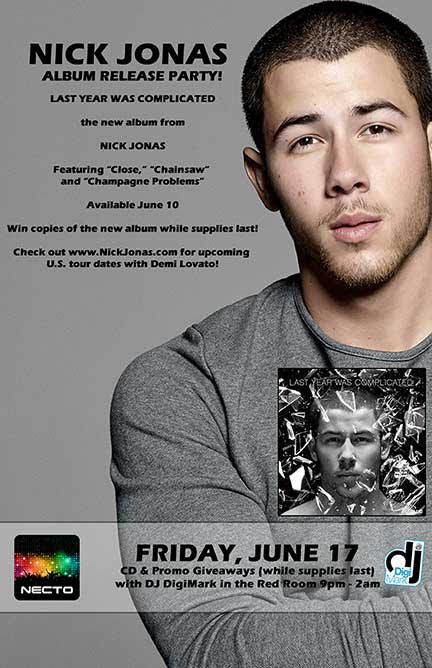 NICK JONAS
ALBUM RELEASE PARTY!
LAST YEAR WAS COMPLICATED
the new album from
NICK JONAS
Featuring "Close," "Chainsaw"
and "Champagne Problems"
Available June 10
Win copies of the new album while supplies last!
Check out www.NickJonas.com for upcoming
U.S. tour dates with Demi Lovato!
LAST YEAR WAS COMPLICATED
NECTO
FRIDAY, JUNE 17
CD & Promo Giveaways (while supplies last)
with DJ DigiMark in the Red Room 9pm - 2am
dj
Digi
Mark